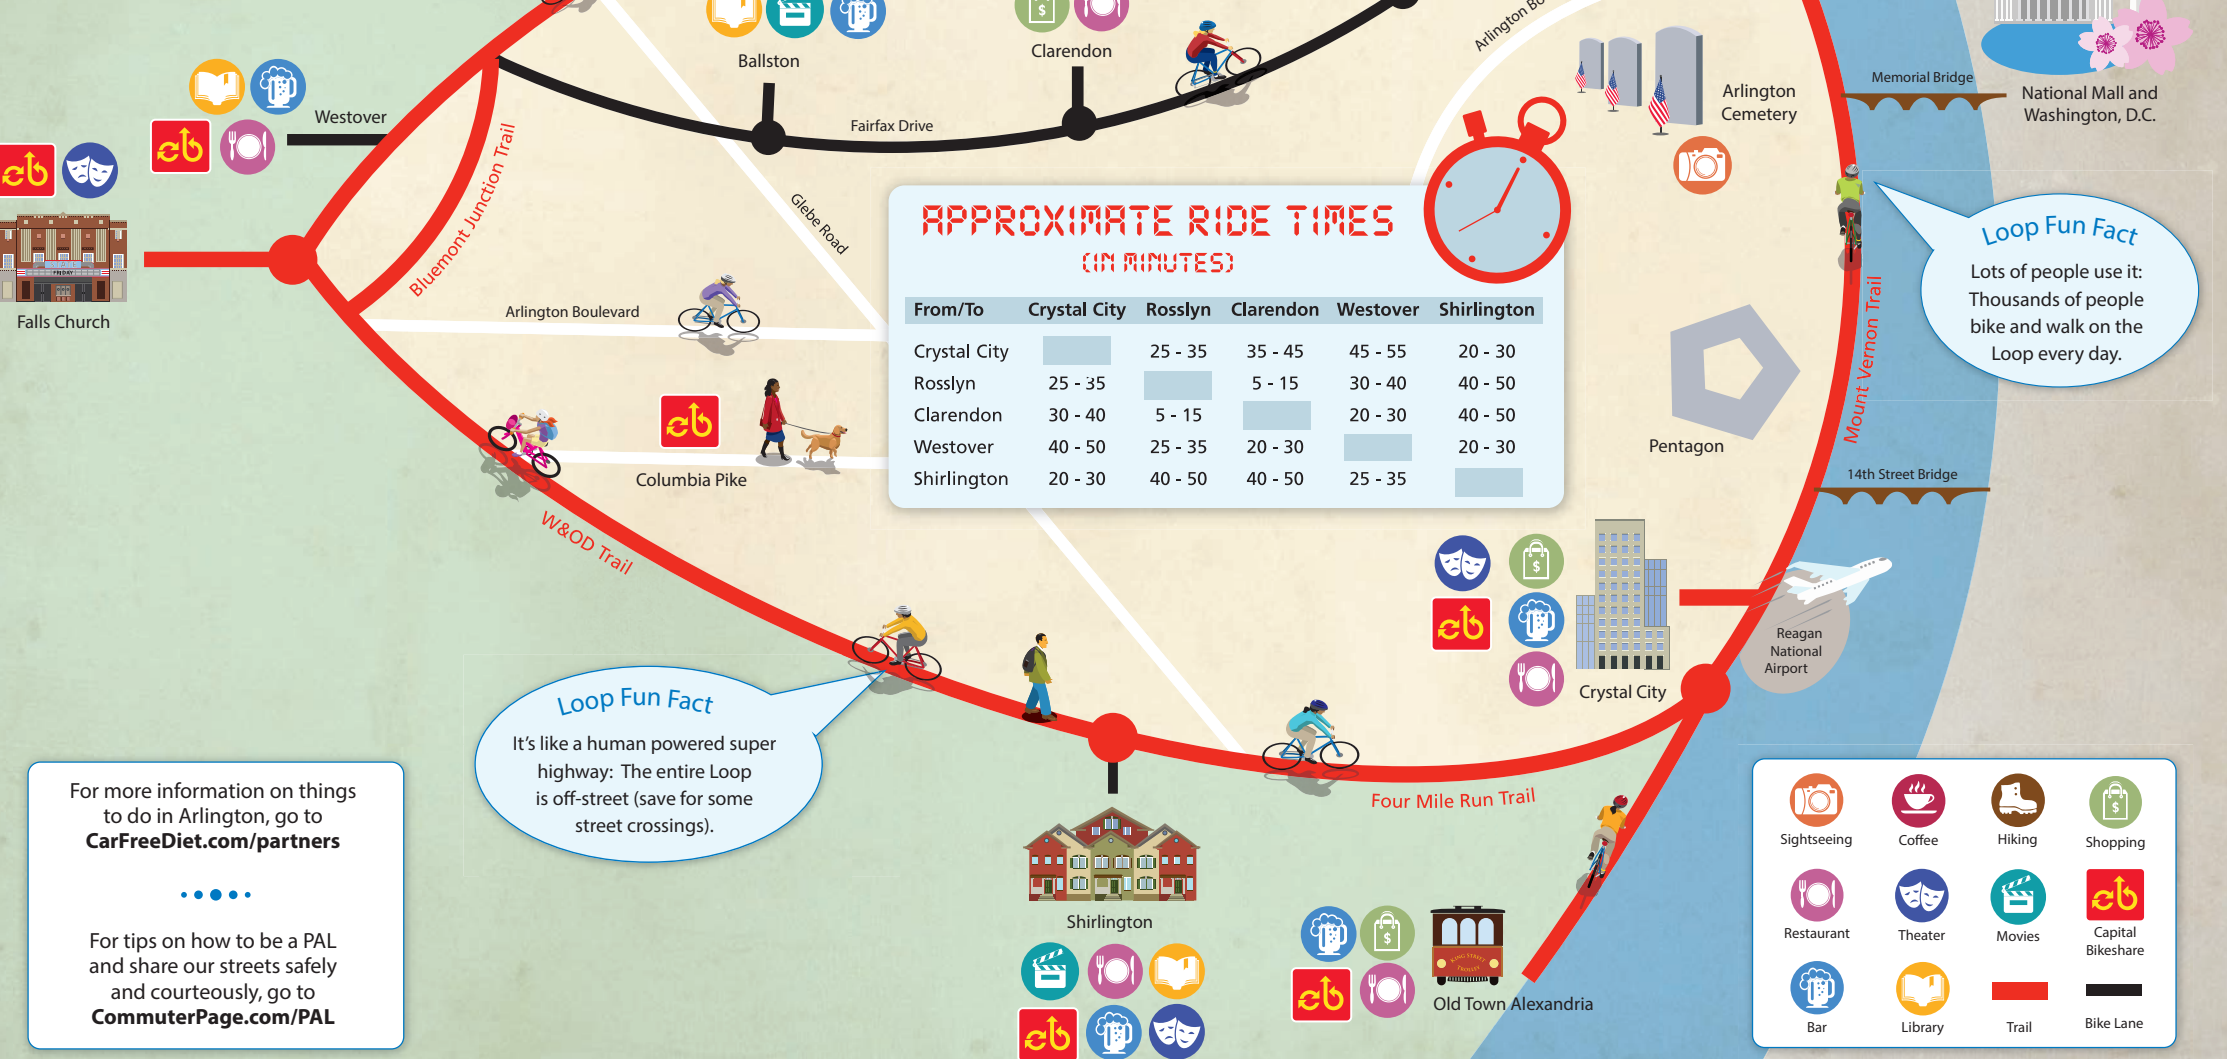 Ballston
Clarendon
Arlington Bo
Westover
Fairfax Drive
Glebe Road
Bluemont Junction Trail
Arlington Boulevard
FRIDAY
Falls Church
Arlington
Cemetery
Memorial Bridge
National Mall and
Washington, D.C.
APPROXIMATE RIDE TIMES
(IN MINUTES)
From/To Crystal City Rosslyn Clarendon Westover Shirlington
Crystal City 25 - 35 35 - 45 45 - 55 20 - 30
Rosslyn 25 - 35 5 - 15 30 - 40 40 - 50
Clarendon 30 - 40 5 - 15 20 - 30 40 - 50
Westover 40 - 50 25 - 35 20 - 30 20 - 30
Shirlington 20 - 30 40 - 50 40 - 50 25 - 35
Loop Fun Fact
Lots of people use it:
Thousands of people
bike and walk on the
Loop every day.
Mount Vernon Trail
Pentagon
14th Street Bridge
Columbia Pike
W&OD Trail
Reagan
National
Airport
Crystal City
Loop Fun Fact
It's like a human powered super
highway: The entire Loop
is off-street (save for some
street crossings).
Four Mile Run Trail
Shirlington
KING STREET
TROLLEY
Old Town Alexandria
For more information on things
to do in Arlington, go to
CarFreeDiet.com/partners
For tips on how to be a PAL
and share our streets safely
and courteously, go to
CommuterPage.com/PAL
Sightseeing
Coffee
Hiking
Shopping
Restaurant
Theater
Movies
Capital
Bikeshare
Bar
Library
Trail
Bike Lane